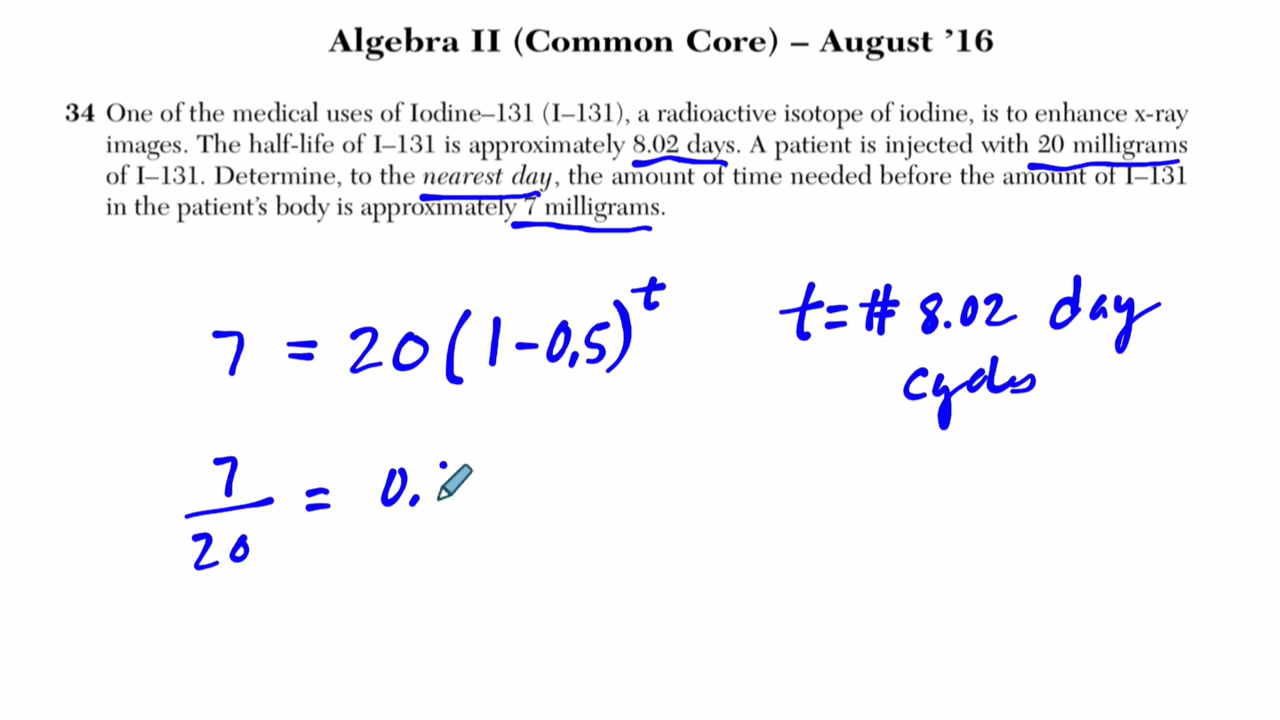 Algebra II (Common Core) – August ’16
34 One of the medical uses of Iodine–131 (I–131), a radioactive isotope of iodine, is to enhance x-ray
images. The half-life of I–131 is approximately 8.02 days. A patient is injected with 20 milligrams
of I–131. Determine, to the nearest day, the amount of time needed before the amount of I–131
in the patient’s body is approximately 7 milligrams.
7 = 20(1-0.5)^t
t = # 8.02 day
cycles
7/20 = 0.